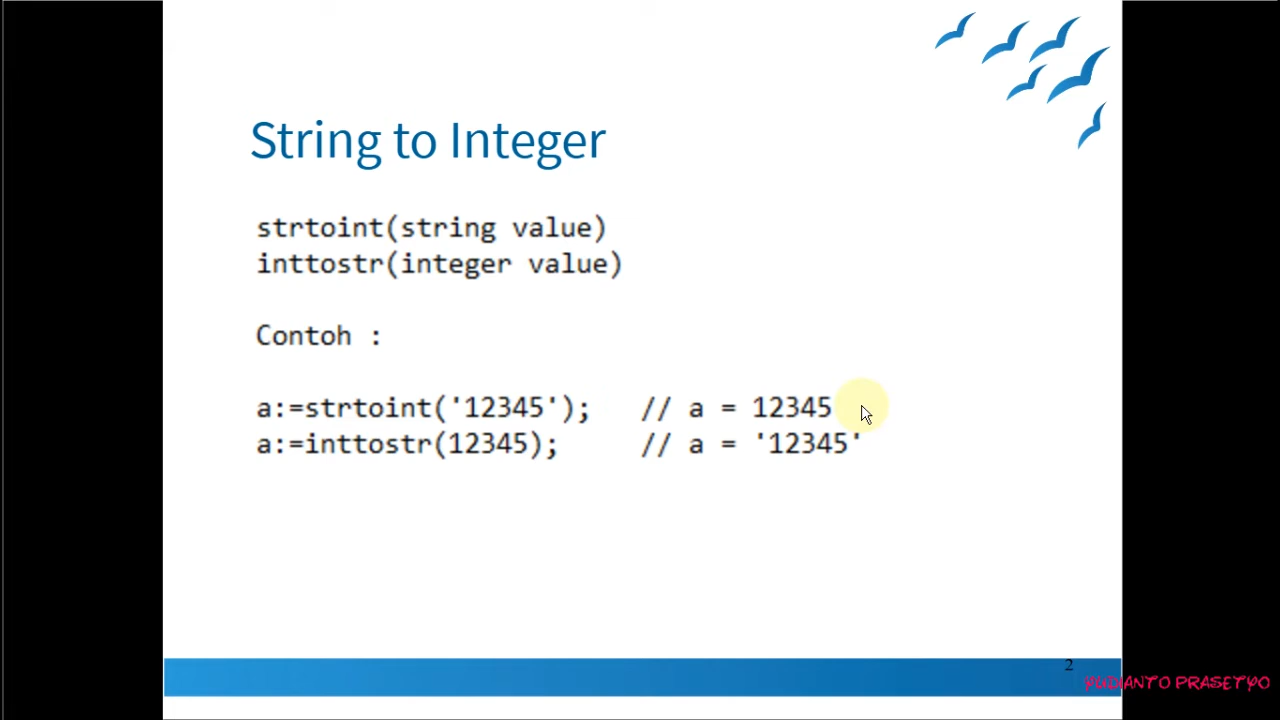 String to Integer
strtoint(string value)
inttostr(integer value)
Contoh :
a:=strtoint('12345');   // a = 12345
a:=inttostr(12345);     // a = '12345'
2
YUDIANTO PRASETYO